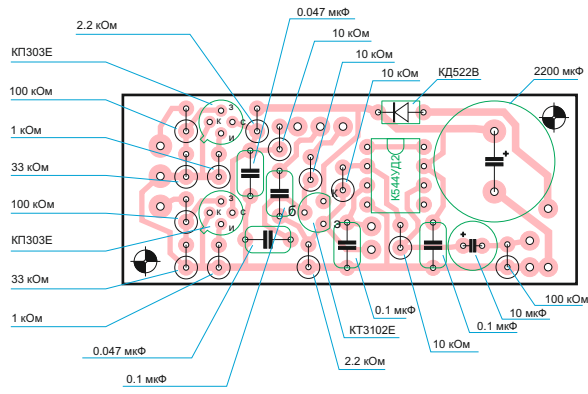 0.047 мкФ
2.2 кОм
10 кОм
КП303Е
10 кОм
10 кОм
КД522В
2200 мкФ
100 кОм
З
К
С
И
+
1 кОм
К544УД2
33 кОм
К
З
К
С
б
И
100 кОм
Э
+
КП303Е
33 кОм
100 кОм
0.1 мкФ
10 мкФ
1 кОм
КТ3102Е
0.1 мкФ
10 кОм
0.047 мкФ
2.2 кОм
0.1 мкФ